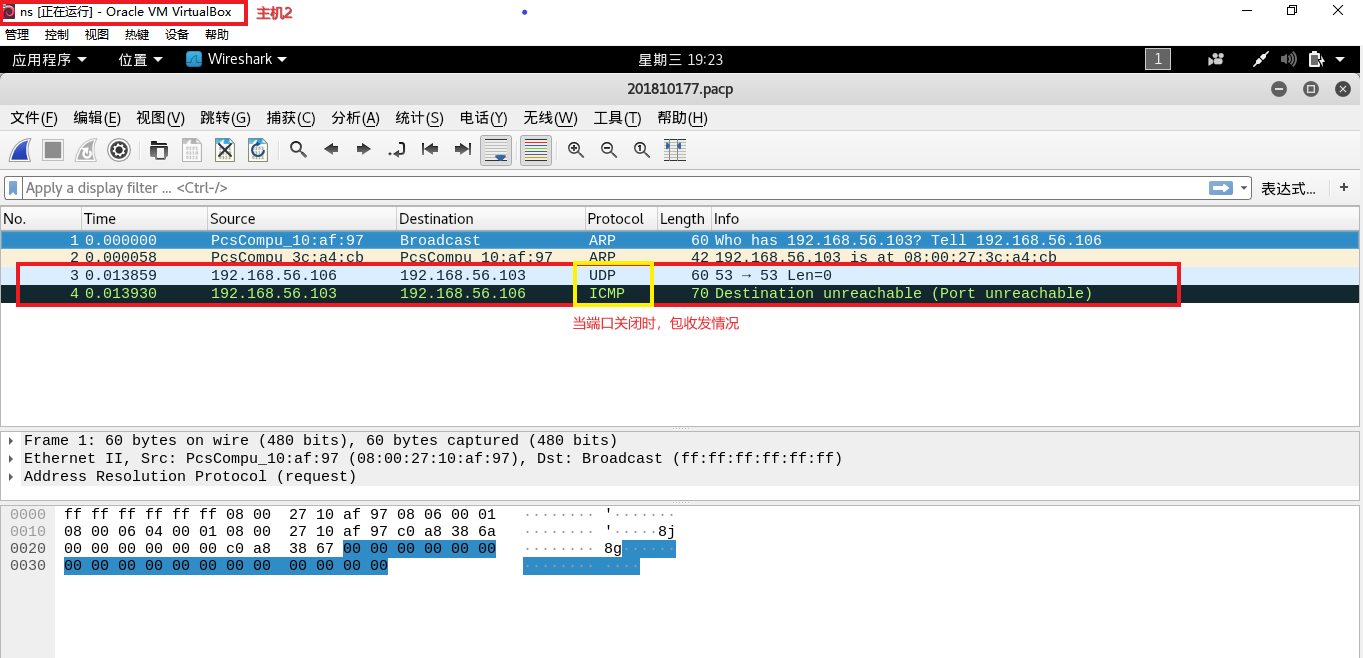 ns [正在运行] - Oracle VM VirtualBox 主机2
管理 控制 视图 热键 设备 帮助
应用程序 位置 Wireshark 星期三 19:23 1
201810177.pacp
文件(F) 编辑(E) 视图(V) 跳转(G) 捕获(C) 分析(A) 统计(S) 电话(Y) 无线(W) 工具(T) 帮助(H)
Apply a display filter ... <Ctrl-/> 表达式... +
No. Time Source Destination Protocol Length Info
1 0.000000 PcsCompu_10:af:97 Broadcast ARP 60 Who has 192.168.56.103? Tell 192.168.56.106
2 0.000058 PcsCompu_3c:a4:cb PcsCompu_10:af:97 ARP 42 192.168.56.103 is at 08:00:27:3c:a4:cb
3 0.013859 192.168.56.106 192.168.56.103 UDP 60 53 → 53 Len=0
4 0.013930 192.168.56.103 192.168.56.106 ICMP 70 Destination unreachable (Port unreachable)
当端口关闭时，包收发情况
Frame 1: 60 bytes on wire (480 bits), 60 bytes captured (480 bits)
Ethernet II, Src: PcsCompu_10:af:97 (08:00:27:10:af:97), Dst: Broadcast (ff:ff:ff:ff:ff:ff)
Address Resolution Protocol (request)
0000 ff ff ff ff ff ff 08 00 27 10 af 97 08 06 00 01 ········ '·······
0010 08 00 06 04 00 01 08 00 27 10 af 97 c0 a8 38 6a ········ '·····8j
0020 00 00 00 00 00 00 c0 a8 38 67 00 00 00 00 00 00 ········ 8g······
0030 00 00 00 00 00 00 00 00 00 00 00 00 ········ ····